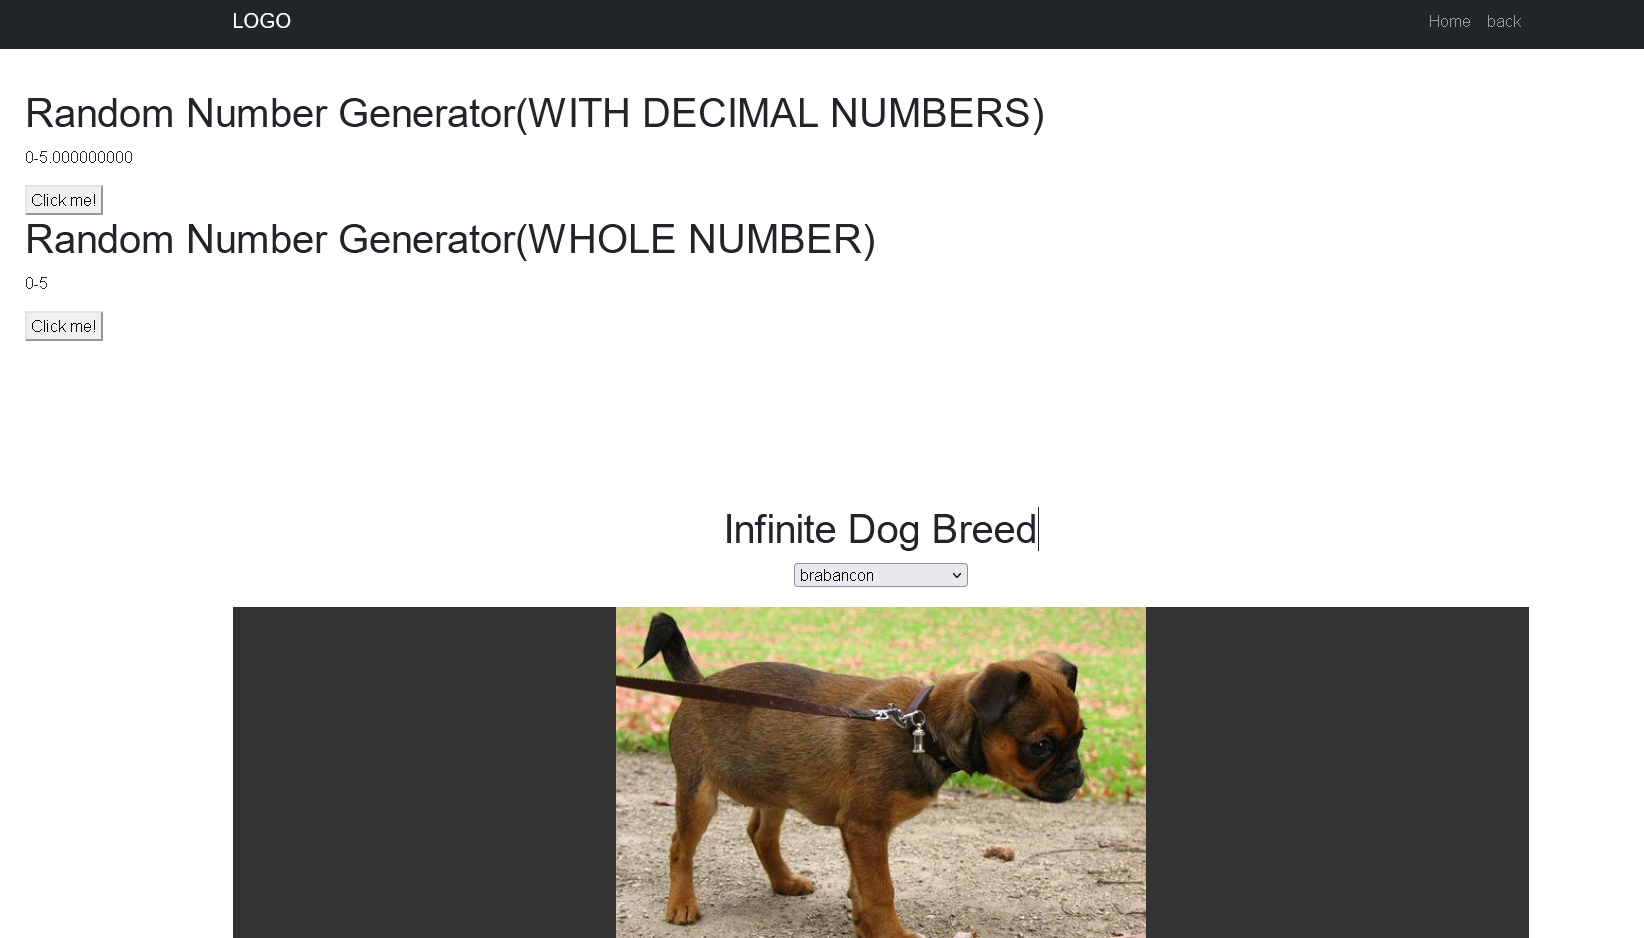 LOGO
Home back
Random Number Generator(WITH DECIMAL NUMBERS)
0-5.000000000
Click me!
Random Number Generator(WHOLE NUMBER)
0-5
Click me!
Infinite Dog Breed
brabancon